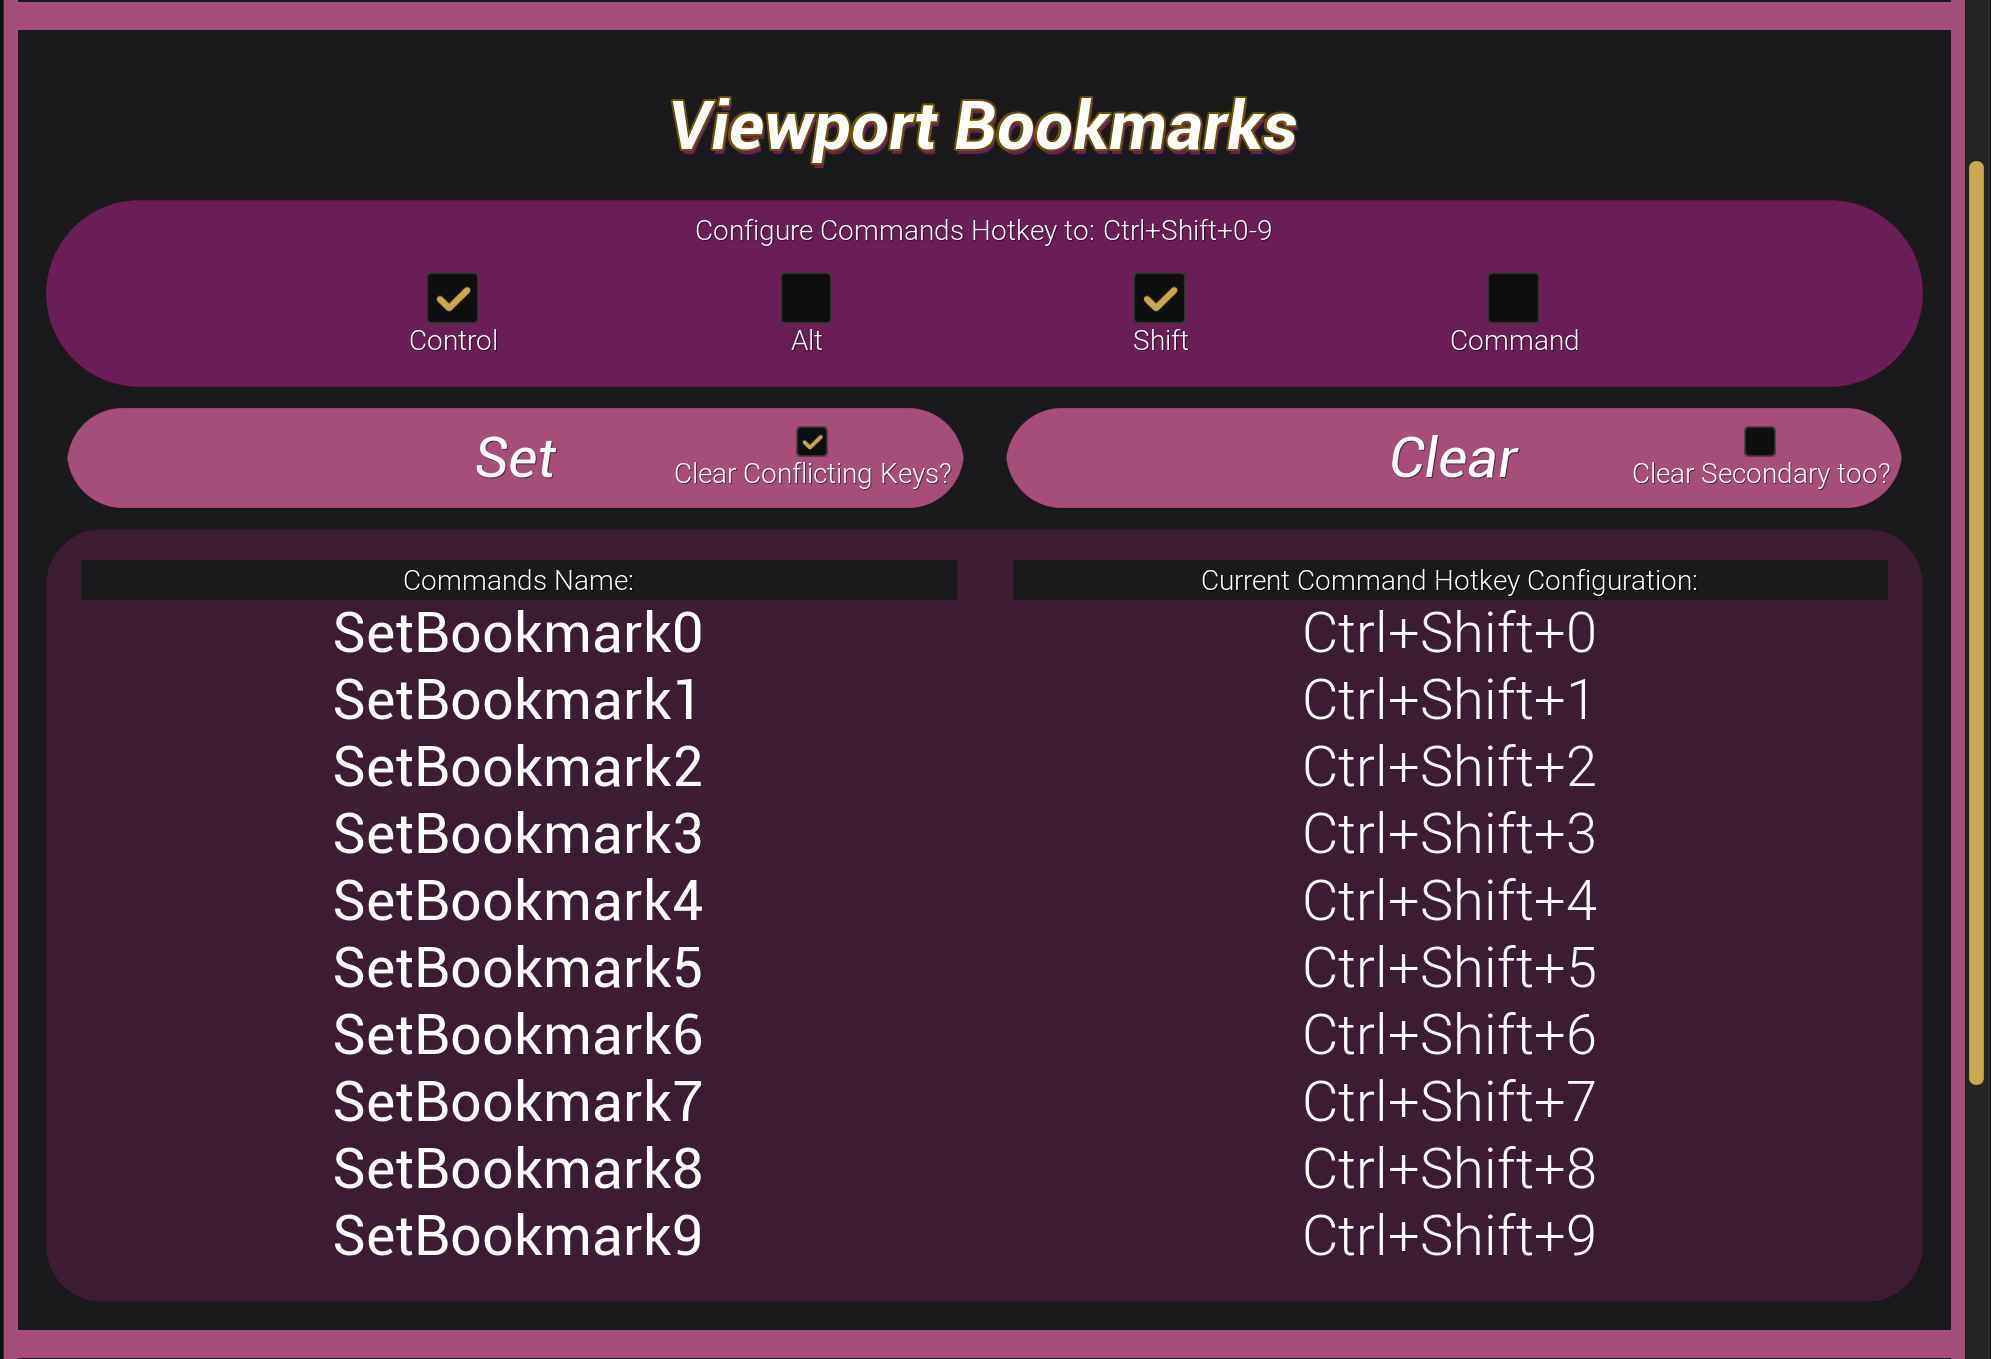 Viewport Bookmarks
Configure Commands Hotkey to: Ctrl+Shift+0-9
Control Alt Shift Command
Set Clear Conflicting Keys? Clear Clear Secondary too?
Commands Name: Current Command Hotkey Configuration:
SetBookmark0 Ctrl+Shift+0
SetBookmark1 Ctrl+Shift+1
SetBookmark2 Ctrl+Shift+2
SetBookmark3 Ctrl+Shift+3
SetBookmark4 Ctrl+Shift+4
SetBookmark5 Ctrl+Shift+5
SetBookmark6 Ctrl+Shift+6
SetBookmark7 Ctrl+Shift+7
SetBookmark8 Ctrl+Shift+8
SetBookmark9 Ctrl+Shift+9